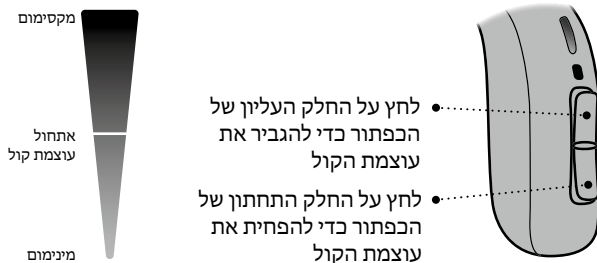 מקסימום
אתחול
עוצמת קול
מינימום
לחץ על החלק העליון של
הכפתור כדי להגביר את
עוצמת הקול
לחץ על החלק התחתון של
הכפתור כדי להפחית את
עוצמת הקול